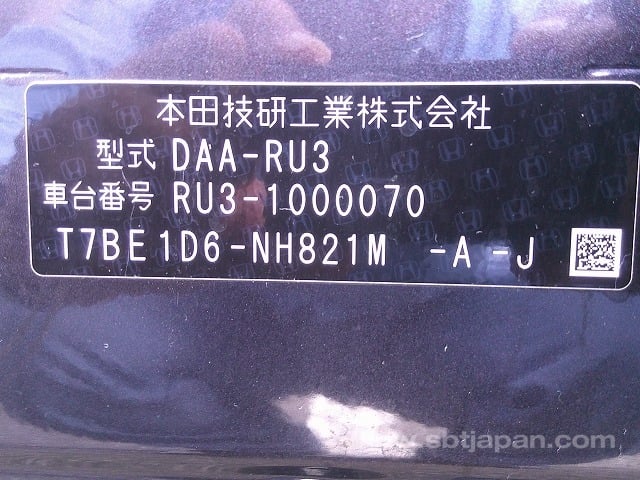 本田技研工業株式会社
型式 DAA-RU3
車台番号 RU3-1000070
T7BE1D6-NH821M -A-J
sbtjapan.com